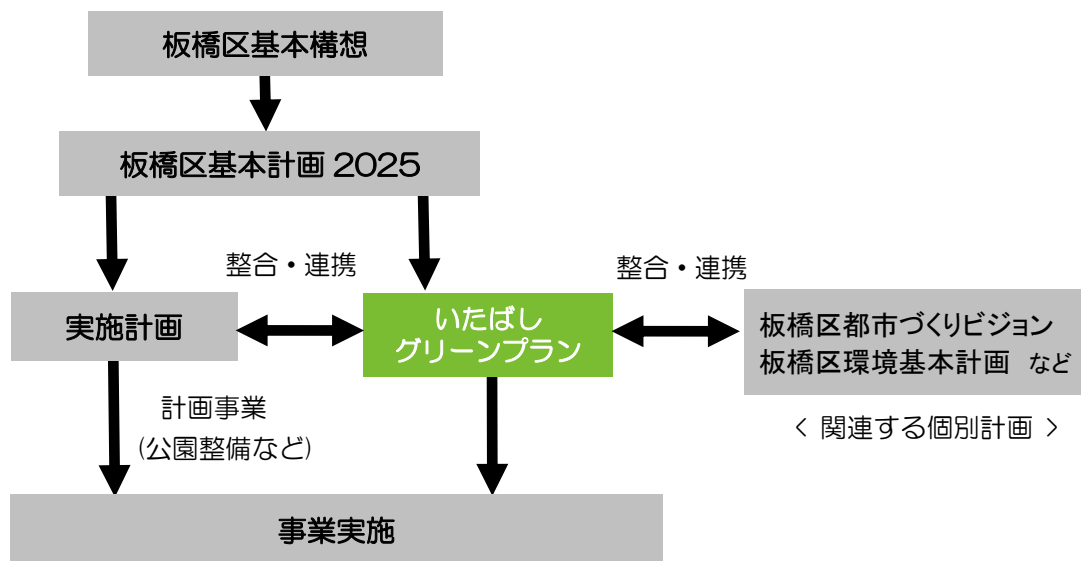 板橋区基本構想
板橋区基本計画 2025
整合・連携
整合・連携
実施計画
いたばし
グリーンプラン
板橋区都市づくりビジョン
板橋区環境基本計画 など
計画事業
(公園整備など)
< 関連する個別計画 >
事業実施